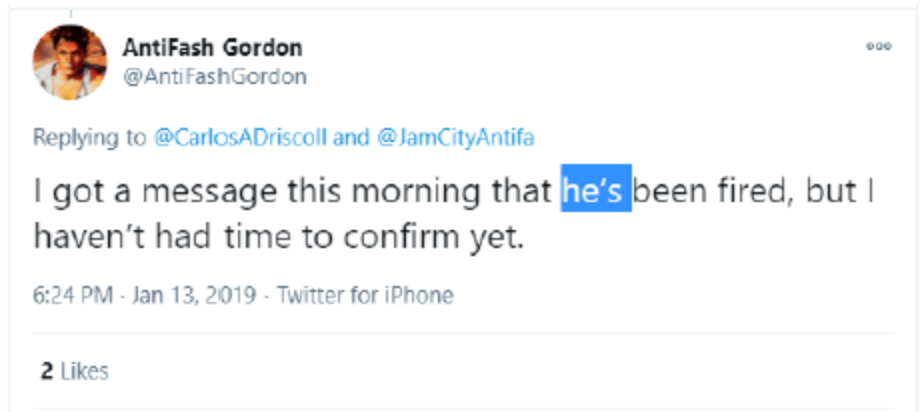 AntiFash Gordon
@AntiFashGordon
Replying to @CarlosADriscoll and @JamCityAntifa
I got a message this morning that he's been fired, but I
haven't had time to confirm yet.
6:24 PM · Jan 13, 2019 · Twitter for iPhone
2 Likes